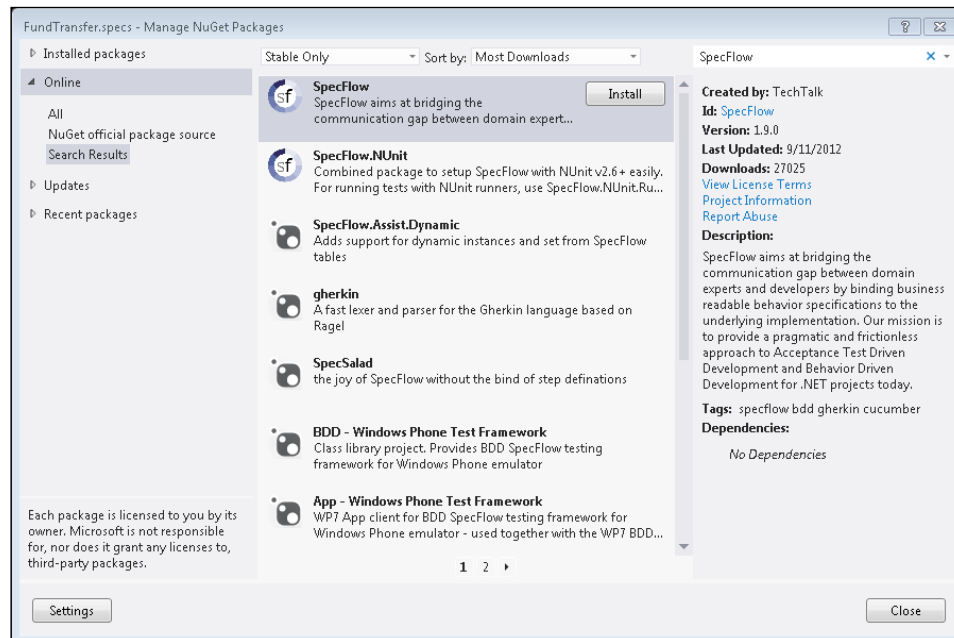 FundTransfer.specs - Manage NuGet Packages
Installed packages
Online
All
NuGet official package source
Search Results
Updates
Recent packages
Each package is licensed to you by its
owner. Microsoft is not responsible
for, nor does it grant any licenses to,
third-party packages.
Settings
Stable Only
Sort by: Most Downloads
sf
SpecFlow
SpecFlow aims at bridging the
communication gap between domain expert...
Install
sf
SpecFlow.NUnit
Combined package to setup SpecFlow with NUnit v2.6+ easily.
For running tests with NUnit runners, use SpecFlow.NUnit.Ru...
SpecFlow.Assist.Dynamic
Adds support for dynamic instances and set from SpecFlow
tables
gherkin
A fast lexer and parser for the Gherkin language based on
Ragel
SpecSalad
the joy of SpecFlow without the bind of step definations
BDD - Windows Phone Test Framework
Class library project. Provides BDD SpecFlow testing
framework for Windows Phone emulator
App - Windows Phone Test Framework
WP7 App client for BDD SpecFlow testing framework for
Windows Phone emulator - used together with the WP7 BDD...
1 2
SpecFlow
Created by: TechTalk
Id: SpecFlow
Version: 1.9.0
Last Updated: 9/11/2012
Downloads: 27025
View License Terms
Project Information
Report Abuse
Description:
SpecFlow aims at bridging the
communication gap between domain
experts and developers by binding business
readable behavior specifications to the
underlying implementation. Our mission is
to provide a pragmatic and frictionless
approach to Acceptance Test Driven
Development and Behavior Driven
Development for .NET projects today.
Tags: specflow bdd gherkin cucumber
Dependencies:
No Dependencies
Close